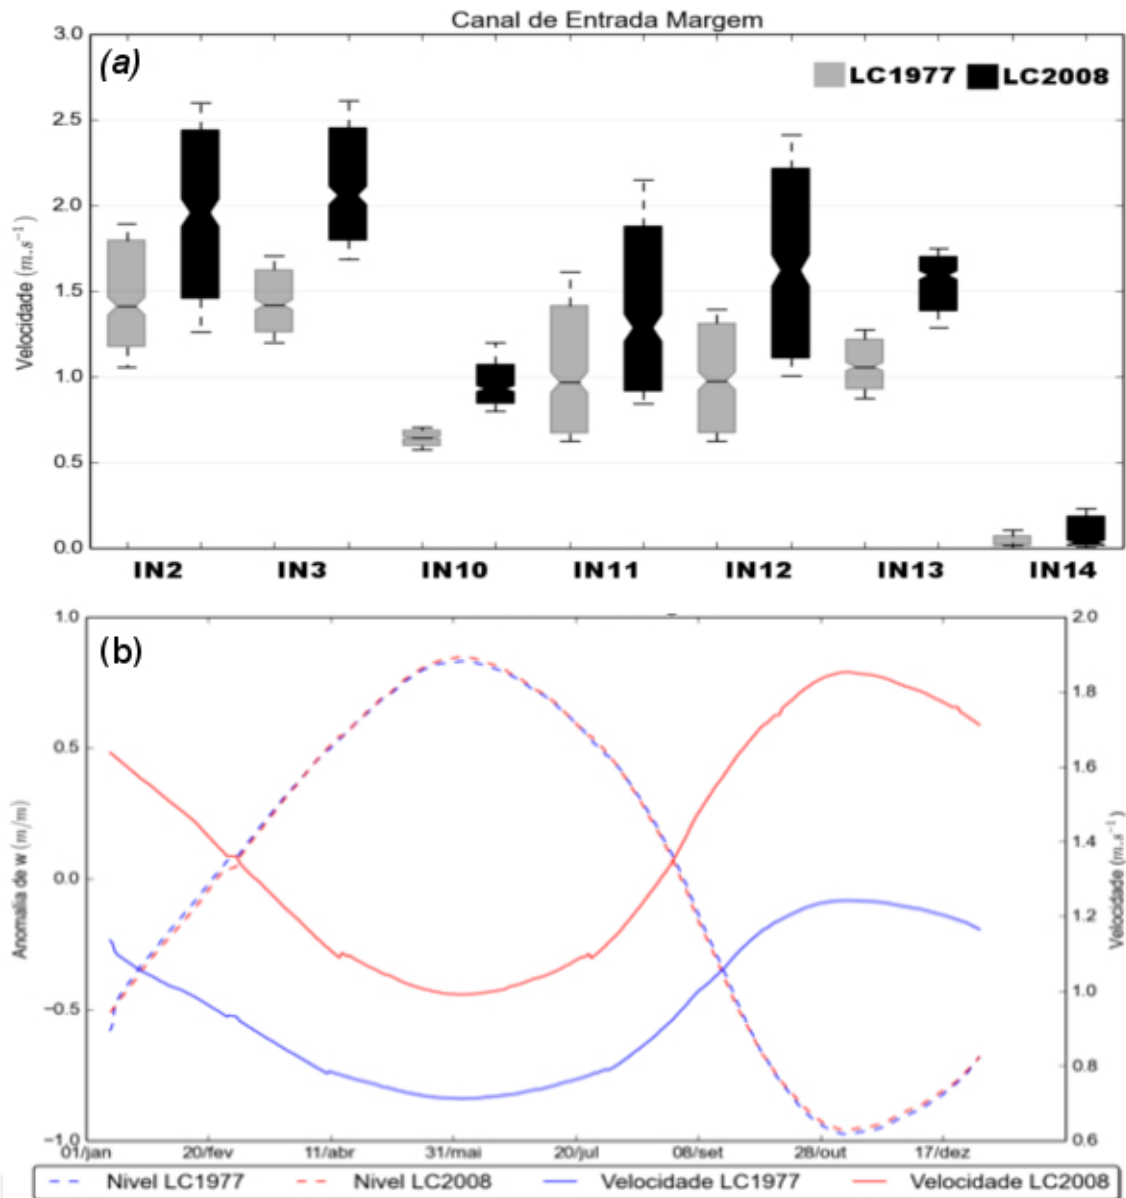 Canal de Entrada Margem
(a)
LC1977 LC2008
Velocidade (m.s⁻¹)
3.0
2.5
2.0
1.5
1.0
0.5
0.0
IN2 IN3 IN10 IN11 IN12 IN13 IN14
(b)
Anomalia de w (m/m)
1.0
0.5
0.0
−0.5
−1.0
2.0
1.8
1.6
1.4
1.2
1.0
0.8
0.6
Velocidade (m.s⁻¹)
01/jan 20/fev 11/abr 31/mai 20/jul 08/set 28/out 17/dez
Nivel LC1977 Nivel LC2008 Velocidade LC1977 Velocidade LC2008